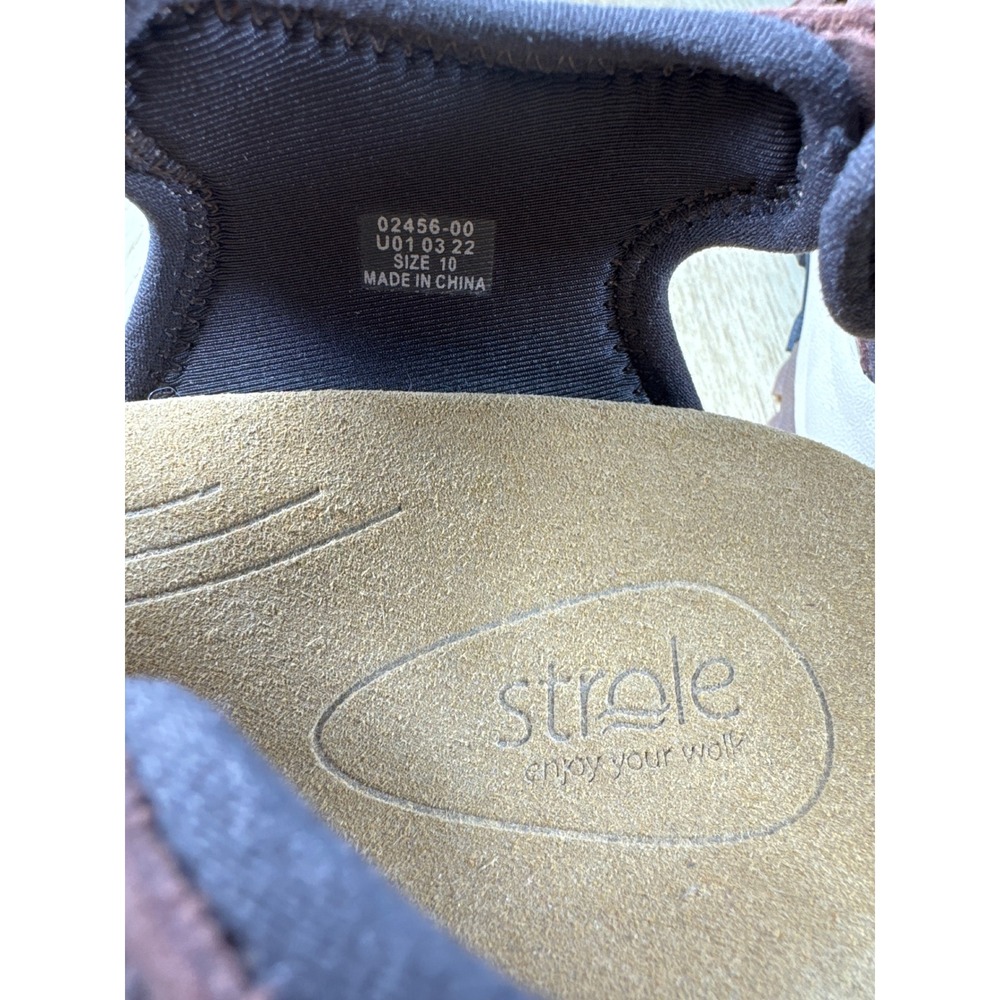 02456-00
U01 03 22
SIZE 10
MADE IN CHINA
strole
enjoy your walk